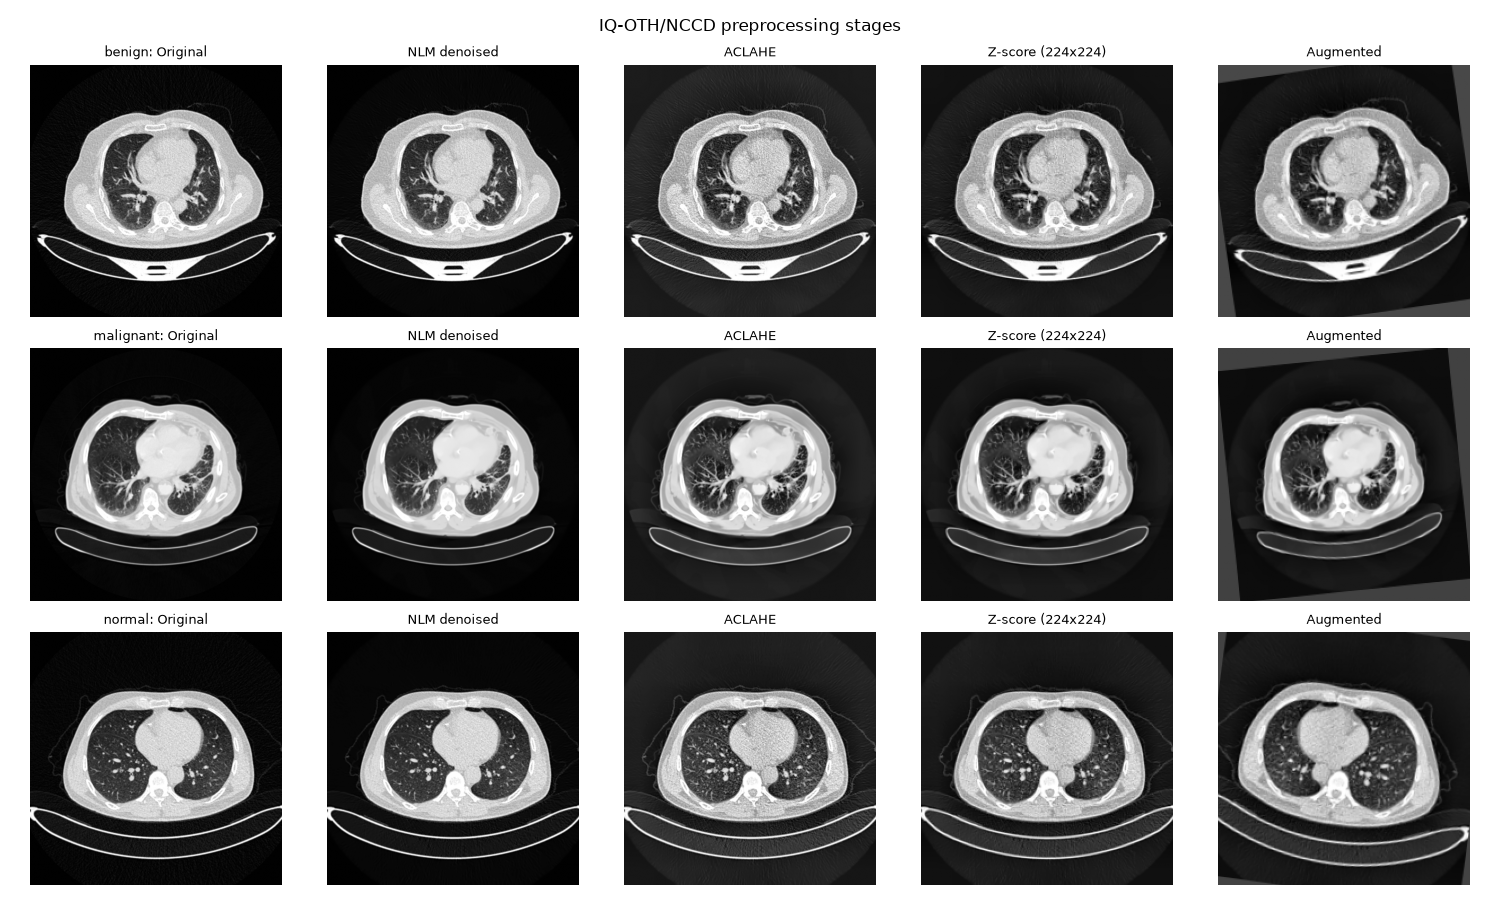 IQ-OTH/NCCD preprocessing stages
benign: Original NLM denoised ACLAHE Z-score (224x224) Augmented
malignant: Original NLM denoised ACLAHE Z-score (224x224) Augmented
normal: Original NLM denoised ACLAHE Z-score (224x224) Augmented